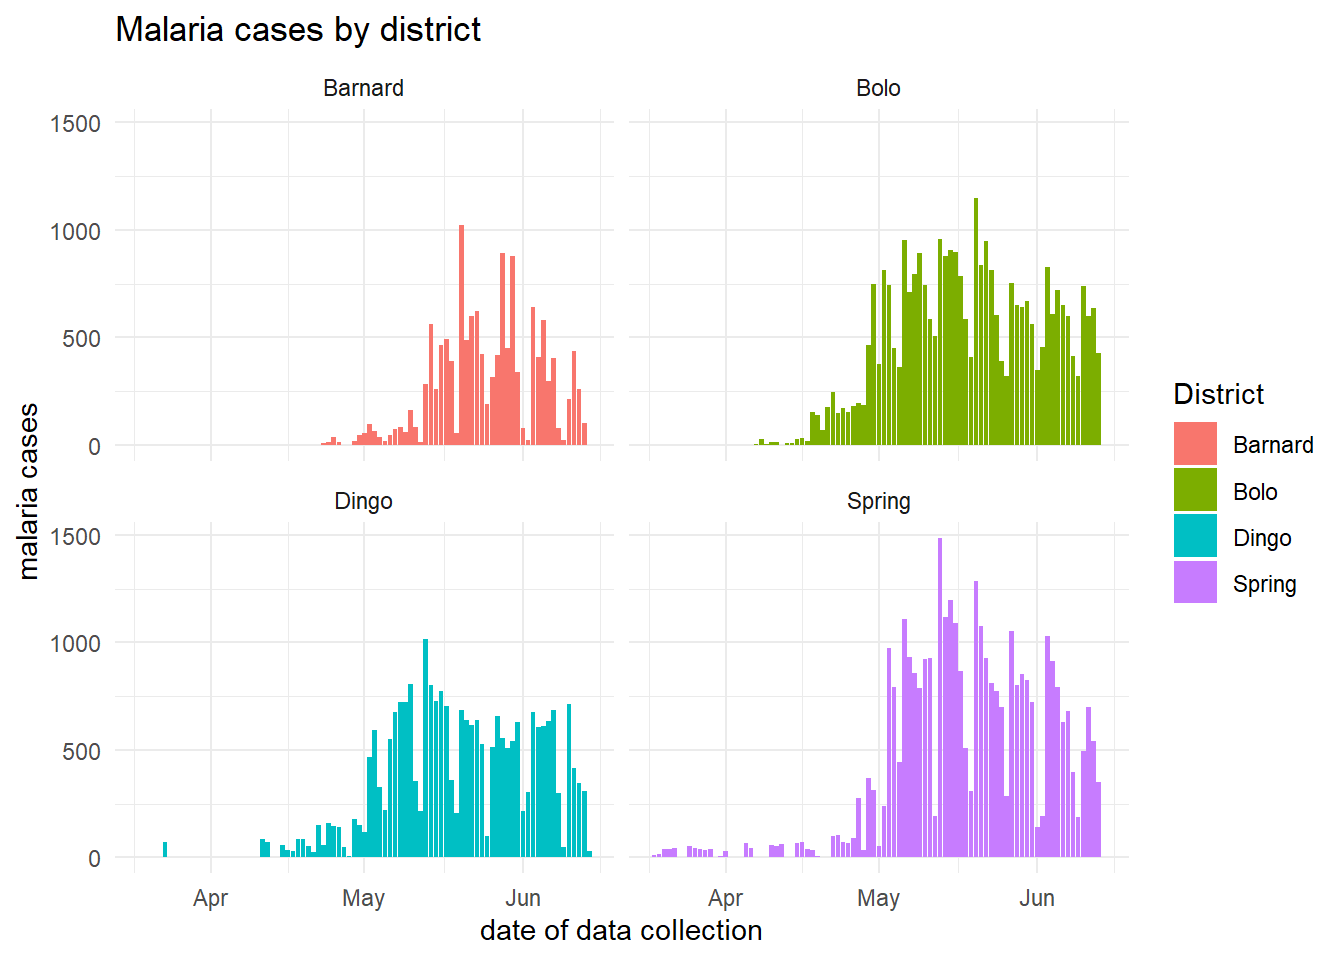 Malaria cases by district
Barnard
Bolo
1500
1000
500
0
Dingo
Spring
1500
1000
500
0
Apr
May
Jun
Apr
May
Jun
date of data collection
malaria cases
District
Barnard
Bolo
Dingo
Spring